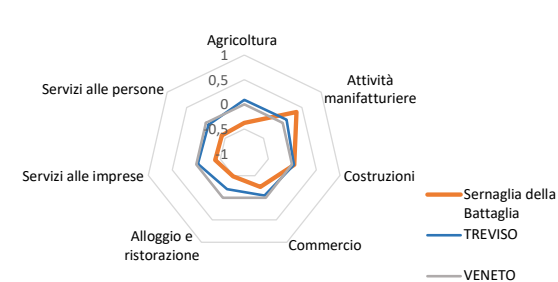 Agricoltura
1
0,5
0
-0,5
-1
Attività
manifatturiere
Costruzioni
Commercio
Alloggio e
ristorazione
Servizi alle imprese
Servizi alle persone
Sernaglia della
Battaglia
TREVISO
VENETO